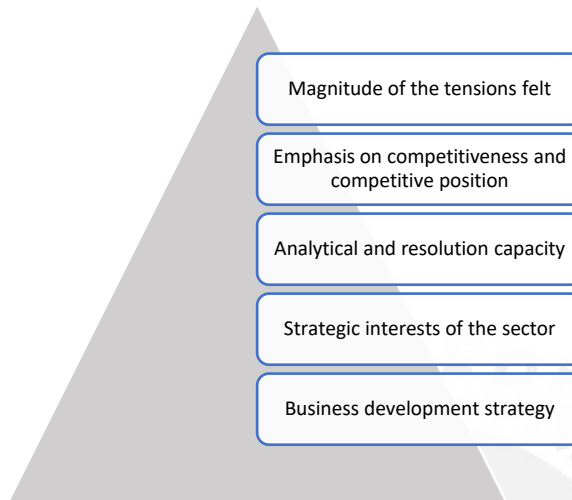 Magnitude of the tensions felt
Emphasis on competitiveness and
competitive position
Analytical and resolution capacity
Strategic interests of the sector
Business development strategy